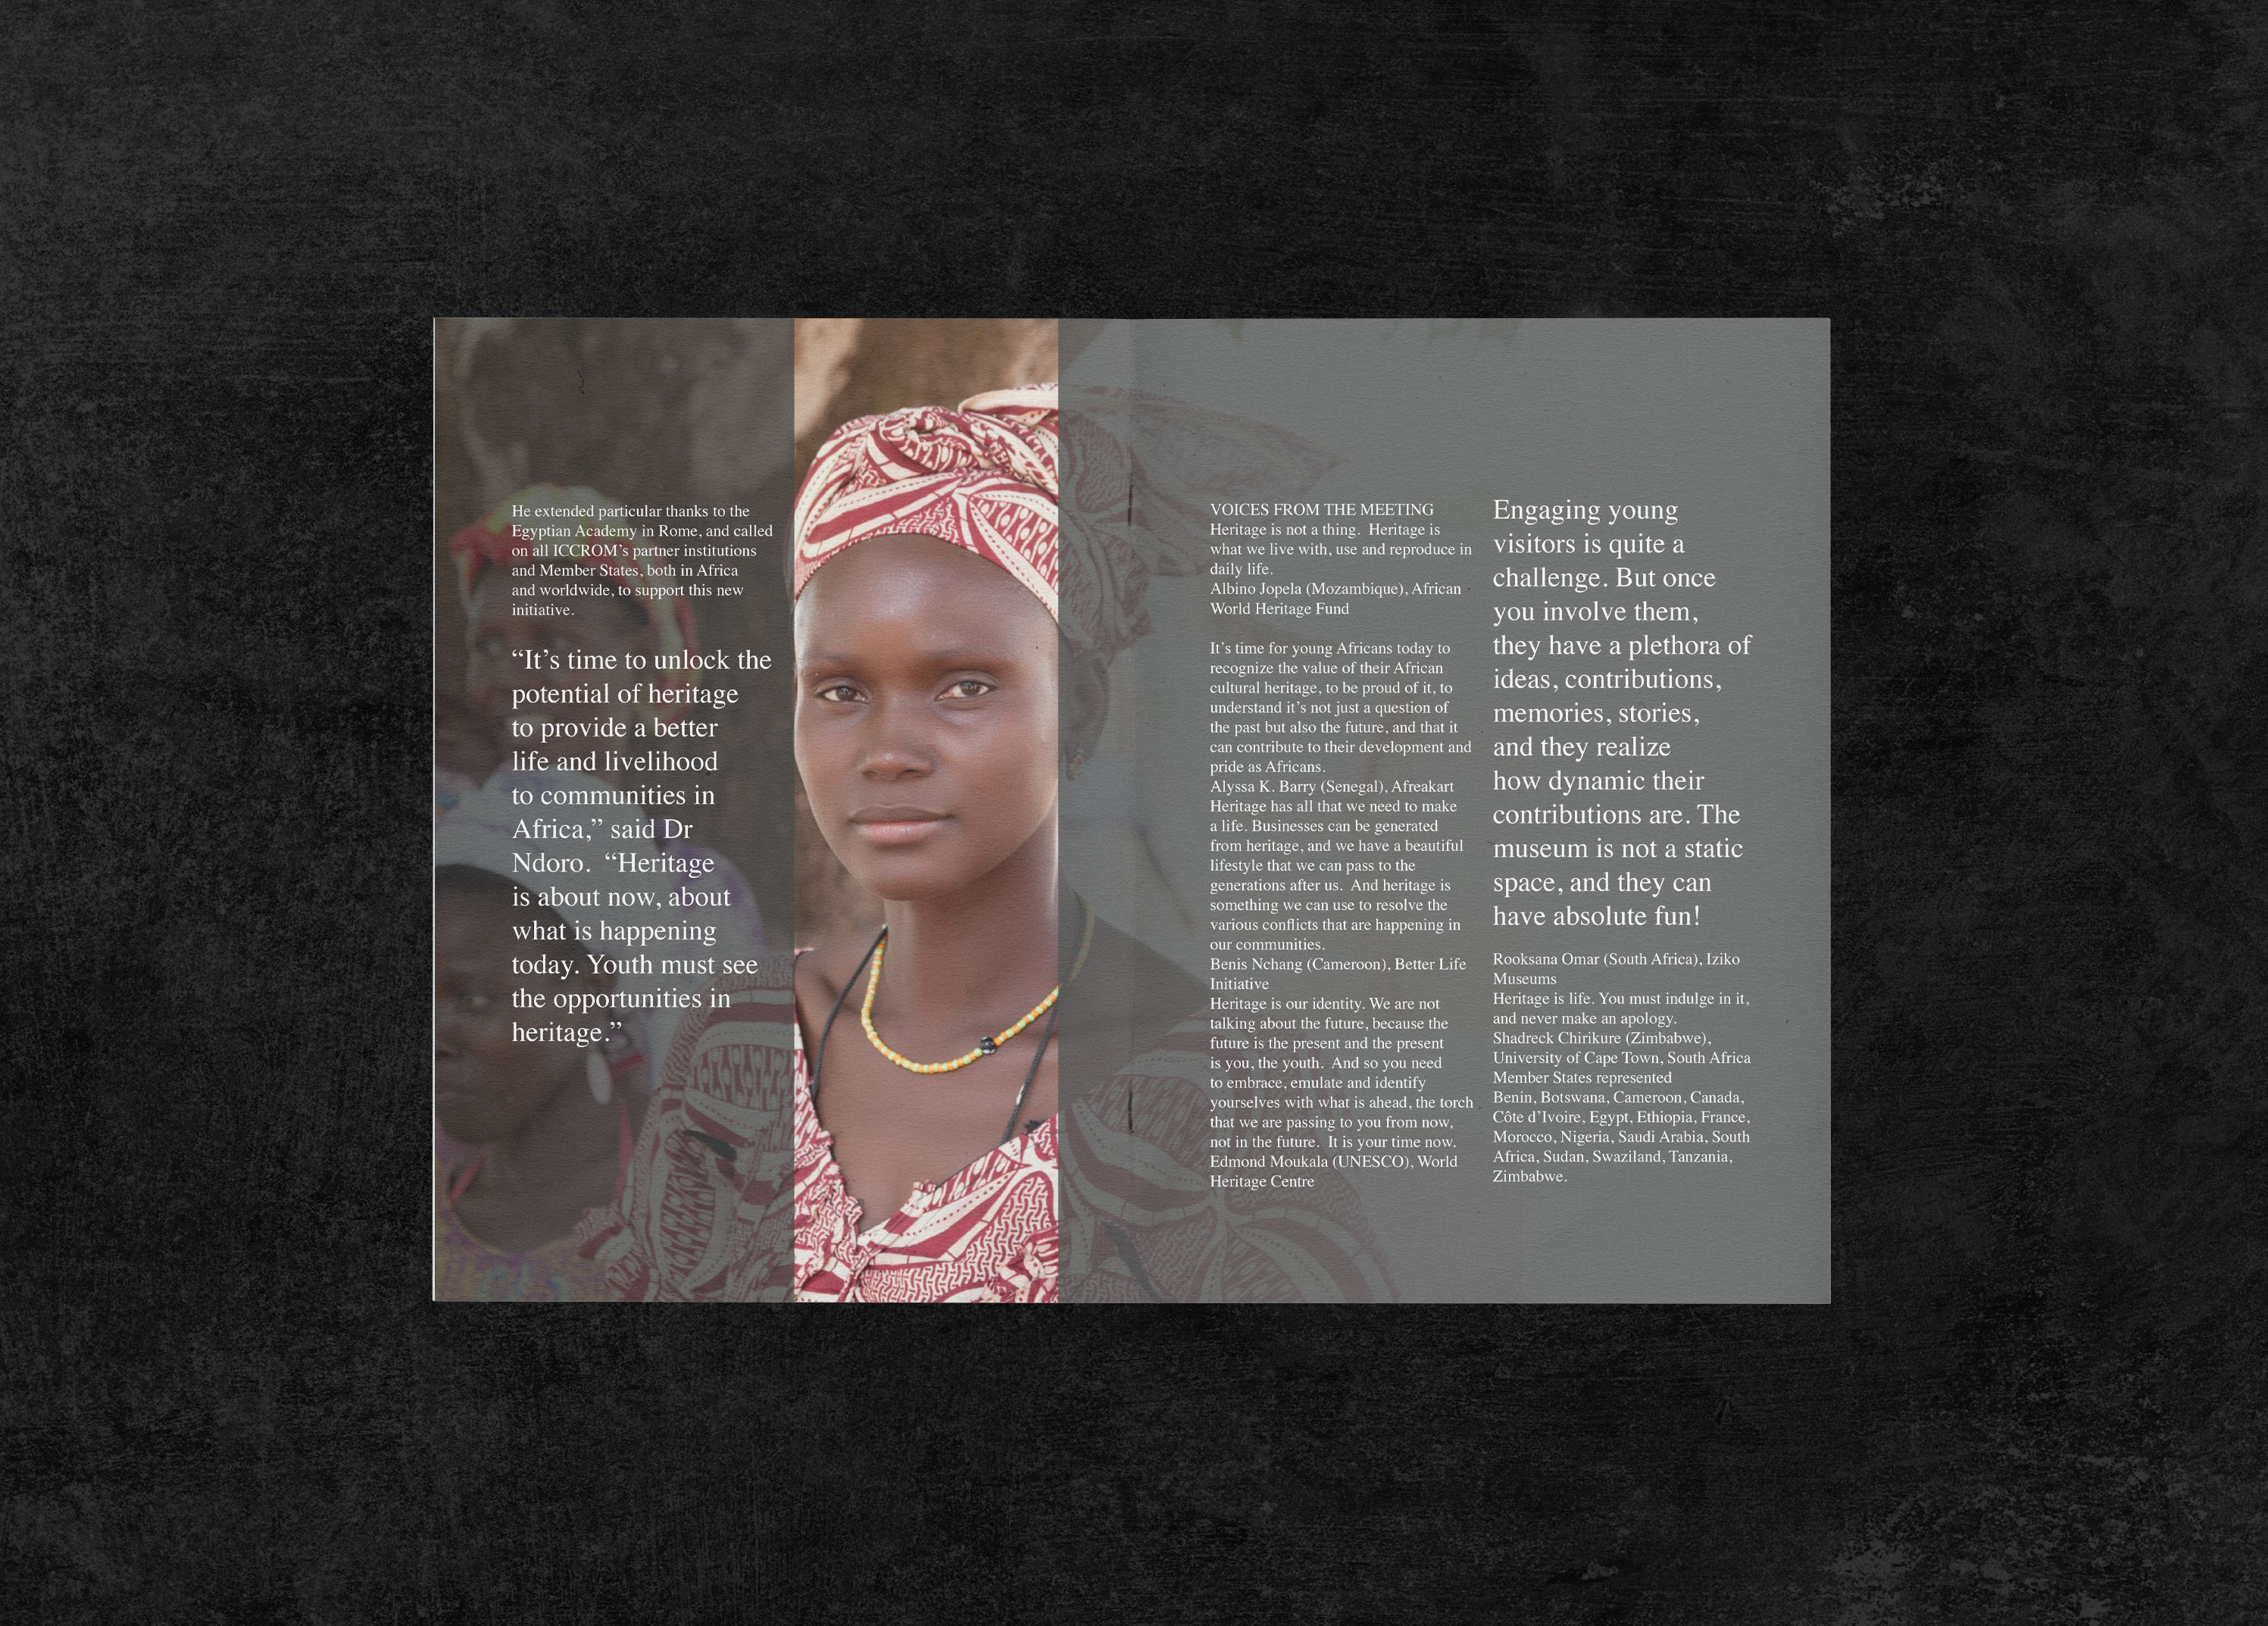 He extended particular thanks to the
Egyptian Academy in Rome, and called
on all ICCROM’s partner institutions
and Member States, both in Africa
and worldwide, to support this new
initiative.
“It’s time to unlock the
potential of heritage
to provide a better
life and livelihood
to communities in
Africa,” said Dr
Ndoro.  “Heritage
is about now, about
what is happening
today. Youth must see
the opportunities in
heritage.”
VOICES FROM THE MEETING
Heritage is not a thing.  Heritage is
what we live with, use and reproduce in
daily life.
Albino Jopela (Mozambique), African
World Heritage Fund
It’s time for young Africans today to
recognize the value of their African
cultural heritage, to be proud of it, to
understand it’s not just a question of
the past but also the future, and that it
can contribute to their development and
pride as Africans.
Alyssa K. Barry (Senegal), Afreakart
Heritage has all that we need to make
a life. Businesses can be generated
from heritage, and we have a beautiful
lifestyle that we can pass to the
generations after us.  And heritage is
something we can use to resolve the
various conflicts that are happening in
our communities.
Benis Nchang (Cameroon), Better Life
Initiative
Heritage is our identity. We are not
talking about the future, because the
future is the present and the present
is you, the youth.  And so you need
to embrace, emulate and identify
yourselves with what is ahead, the torch
that we are passing to you from now,
not in the future.  It is your time now.
Edmond Moukala (UNESCO), World
Heritage Centre
Engaging young
visitors is quite a
challenge. But once
you involve them,
they have a plethora of
ideas, contributions,
memories, stories,
and they realize
how dynamic their
contributions are. The
museum is not a static
space, and they can
have absolute fun!
Rooksana Omar (South Africa), Iziko
Museums
Heritage is life. You must indulge in it,
and never make an apology.
Shadreck Chirikure (Zimbabwe),
University of Cape Town, South Africa
Member States represented
Benin, Botswana, Cameroon, Canada,
Côte d’Ivoire, Egypt, Ethiopia, France,
Morocco, Nigeria, Saudi Arabia, South
Africa, Sudan, Swaziland, Tanzania,
Zimbabwe.